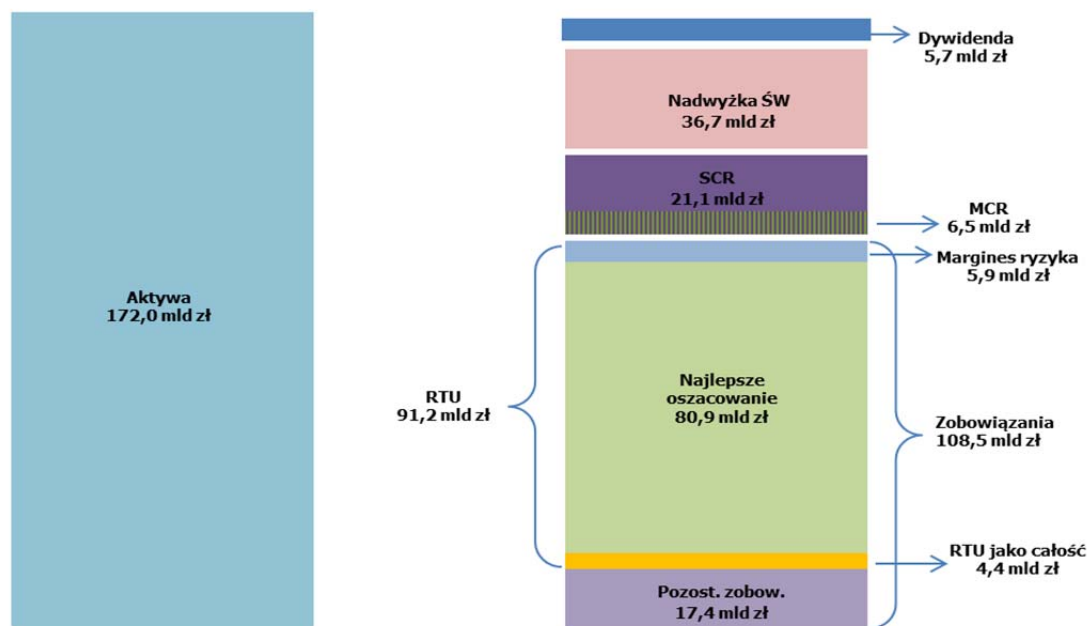 Dywidenda
5,7 mld zł
Nadwyżka ŚW
36,7 mld zł
SCR
21,1 mld zł
MCR
6,5 mld zł
Margines ryzyka
5,9 mld zł
Aktywa
172,0 mld zł
RTU
91,2 mld zł
Najlepsze
oszacowanie
80,9 mld zł
Zobowiązania
108,5 mld zł
RTU jako całość
4,4 mld zł
Pozost. zobow.
17,4 mld zł